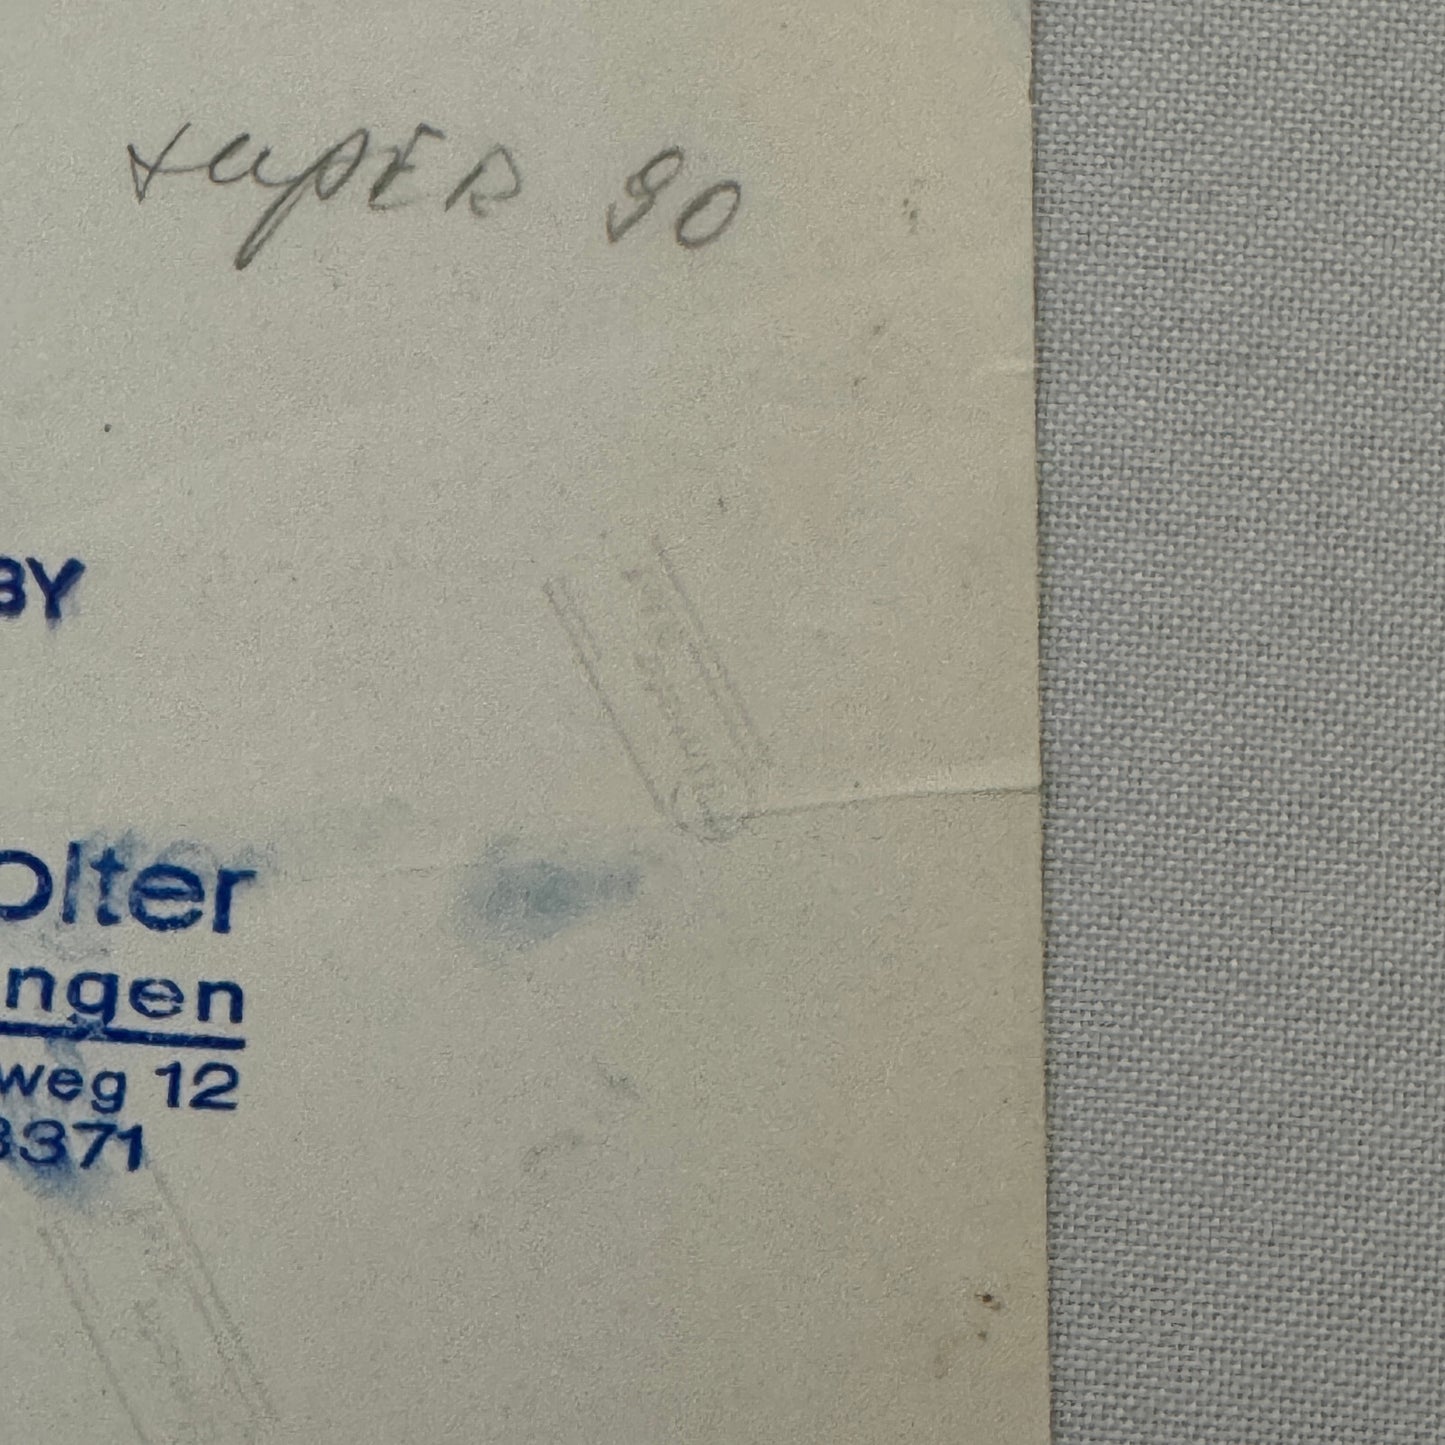 super 90
BY
olter
ngen
weg 12
3371